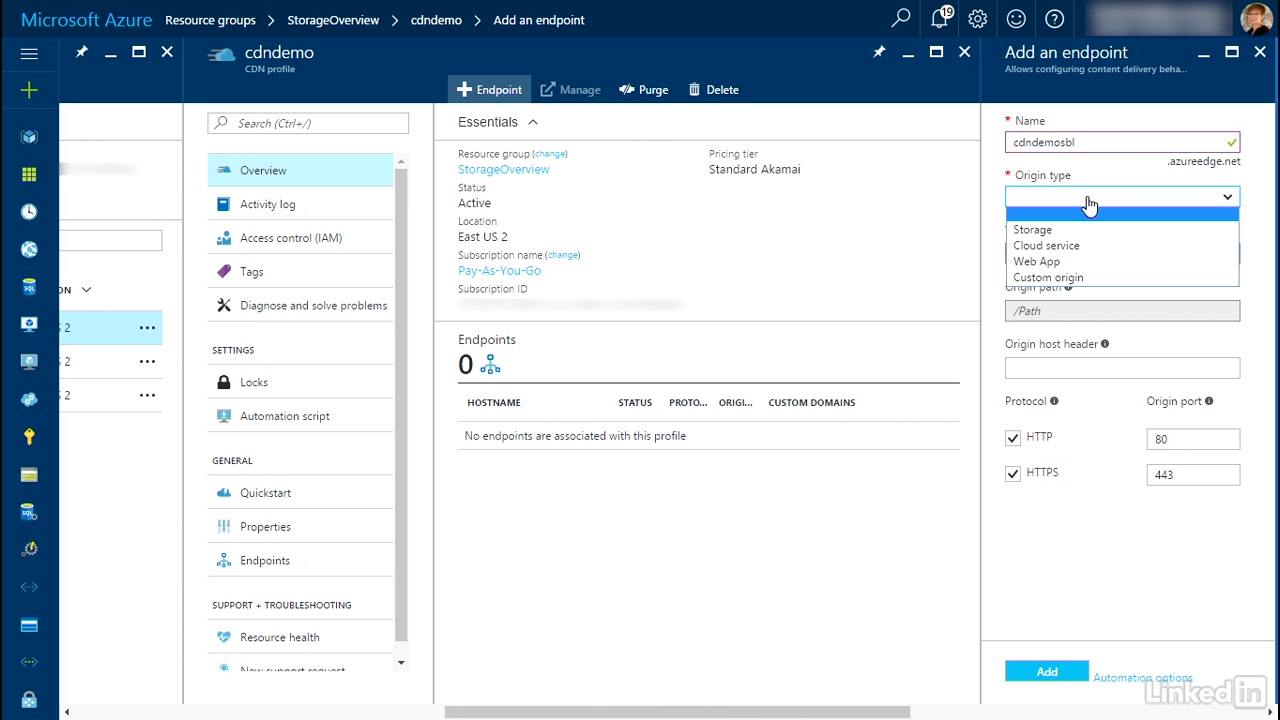 Microsoft Azure Resource groups > StorageOverview > cdndemo > Add an endpoint
19
cdndemo
CDN profile
Endpoint
Manage
Purge
Delete
Add an endpoint
Allows configuring content delivery beha...
Search (Ctrl+/)
Overview
Activity log
Access control (IAM)
Tags
Diagnose and solve problems
SETTINGS
Locks
Automation script
GENERAL
Quickstart
Properties
Endpoints
SUPPORT + TROUBLESHOOTING
Resource health
New support request
ON
S 2
S 2
S 2
Essentials
Resource group (change)
StorageOverview
Status
Active
Location
East US 2
Subscription name (change)
Pay-As-You-Go
Subscription ID
Pricing tier
Standard Akamai
Endpoints
0
HOSTNAME STATUS PROTO... ORIGI... CUSTOM DOMAINS
No endpoints are associated with this profile
* Name
cdndemosbl
.azureedge.net
* Origin type
Storage
Cloud service
Web App
Custom origin
Origin path
/Path
Origin host header
Protocol Origin port
HTTP 80
HTTPS 443
Add
Automation options
LinkedIn